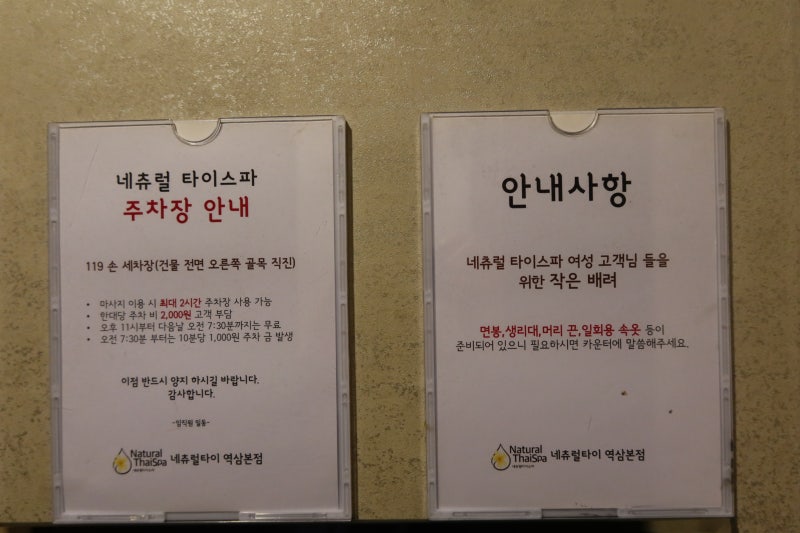 네츄럴 타이스파
주차장 안내
119 손 세차장(건물 전면 오른쪽 골목 직진)
• 마사지 이용 시 최대 2시간 주차장 사용 가능
• 한대당 주차 비 2,000원 고객 부담
• 오후 11시부터 다음날 오전 7:30분까지는 무료
• 오전 7:30분 부터는 10분당 1,000원 주차 금 발생
이점 반드시 양지 하시길 바랍니다.
감사합니다.
-임직원 일동-
Natural
ThaiSpa
네츄럴타이 역삼본점
안내사항
네츄럴 타이스파 여성 고객님 들을
위한 작은 배려
면봉,생리대,머리 끈,일회용 속옷 등이
준비되어 있으니 필요하시면 카운터에 말씀해주세요.
Natural
ThaiSpa
네츄럴타이 역삼본점